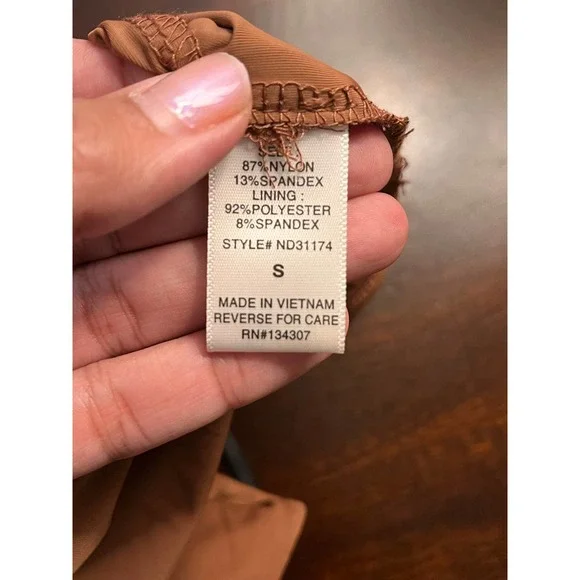 87%NYLON
13%SPANDEX
LINING :
92%POLYESTER
8%SPANDEX
STYLE# ND31174
S
MADE IN VIETNAM
REVERSE FOR CARE
RN#134307